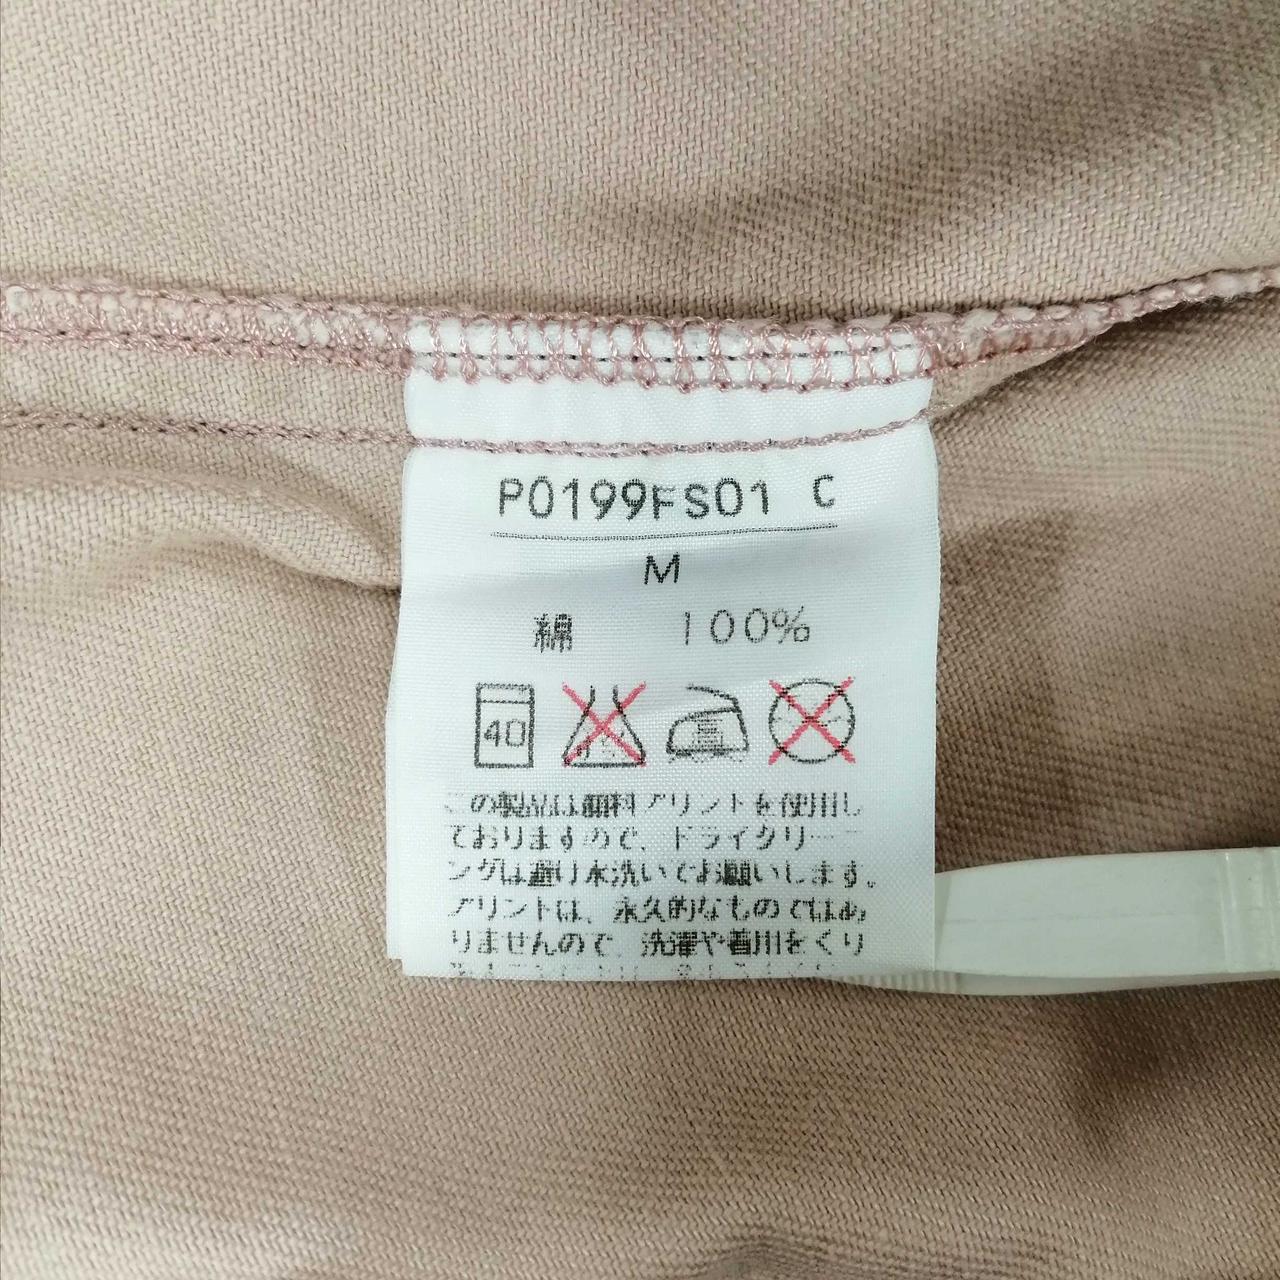 P0199FS01 C
M
綿 100%
40
この製品は顔料プリントを使用し
ておりますので、ドライクリーニ
ングは避け水洗いでお願いします。
プリントは、永久的なものではあ
りませんので、洗濯や着用をくり